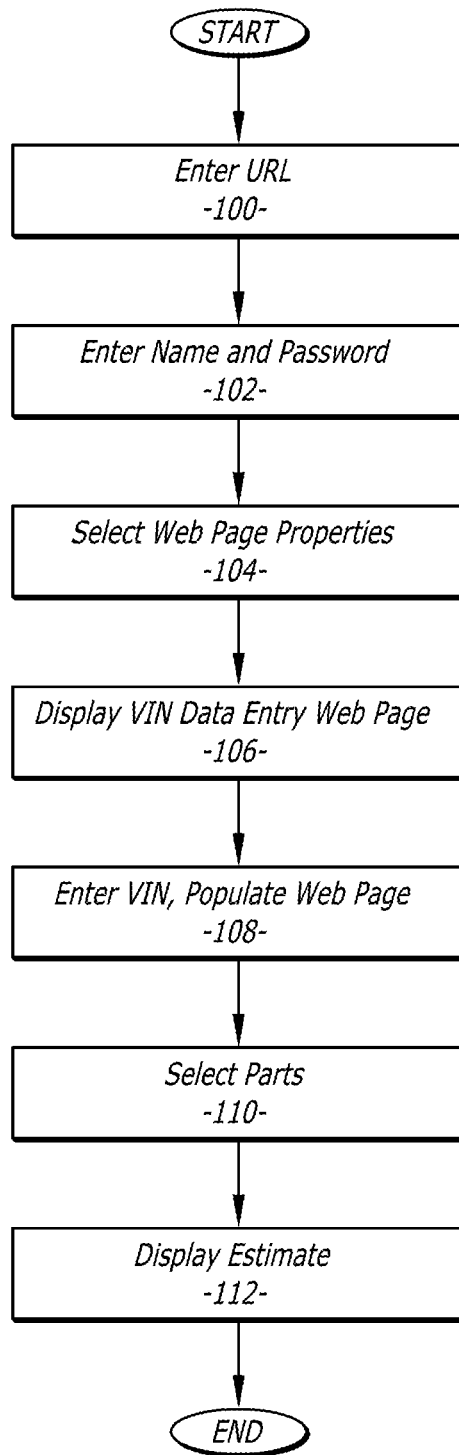 START
Enter URL
-100-
Enter Name and Password
-102-
Select Web Page Properties
-104-
Display VIN Data Entry Web Page
-106-
Enter VIN, Populate Web Page
-108-
Select Parts
-110-
Display Estimate
-112-
END